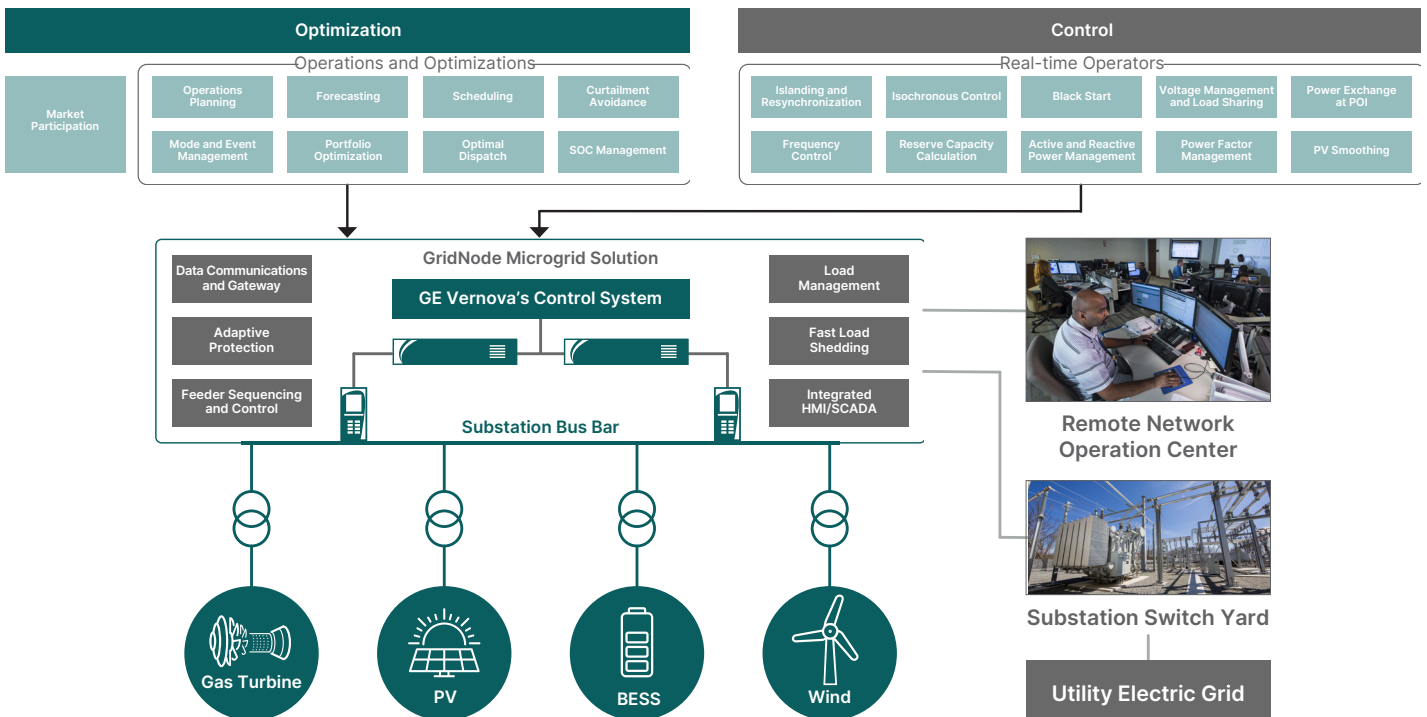 Optimization
Operations and Optimizations
Market
Participation
Operations
Planning
Forecasting
Scheduling
Curtailment
Avoidance
Mode and Event
Management
Portfolio
Optimization
Optimal
Dispatch
SOC Management
Control
Real-time Operators
Islanding and
Resynchronization
Isochronous Control
Black Start
Voltage Management
and Load Sharing
Power Exchange
at POI
Frequency
Control
Reserve Capacity
Calculation
Active and Reactive
Power Management
Power Factor
Management
PV Smoothing
GridNode Microgrid Solution
GE Vernova's Control System
Data Communications
and Gateway
Adaptive
Protection
Feeder Sequencing
and Control
Load
Management
Fast Load
Shedding
Integrated
HMI/SCADA
Substation Bus Bar
Gas Turbine
PV
BESS
Wind
Remote Network
Operation Center
Substation Switch Yard
Utility Electric Grid